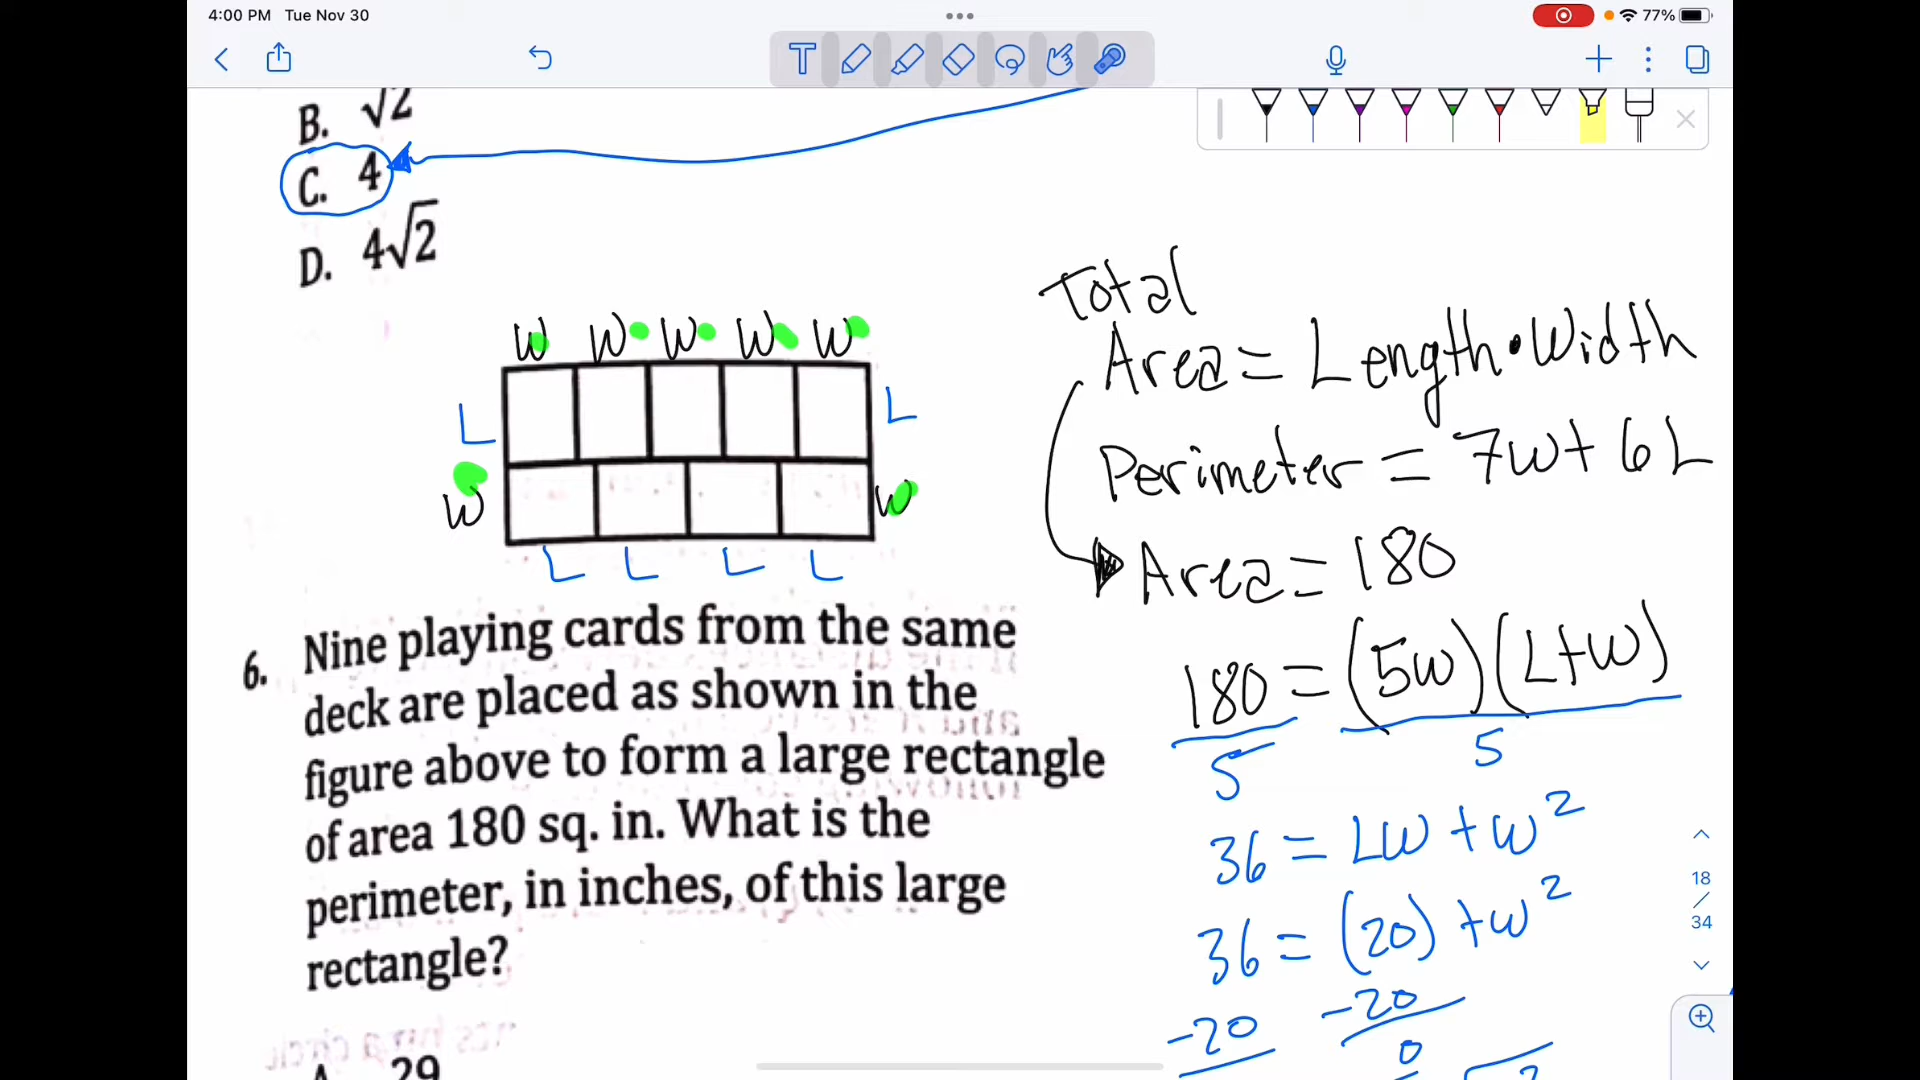 4:00 PM Tue Nov 30
77%
T
B. √2
C. 4
D. 4√2
W W W W W
L L
W W
L L L L
6. Nine playing cards from the same
deck are placed as shown in the
figure above to form a large rectangle
of area 180 sq. in. What is the
perimeter, in inches, of this large
rectangle?
A. 29
Total
Area = Length • Width
Perimeter = 7W + 6L
Area = 180
180 = (5W)(L+W)
5 5
36 = LW + W²
36 = (20) + W²
-20 -20
0
18
/
34